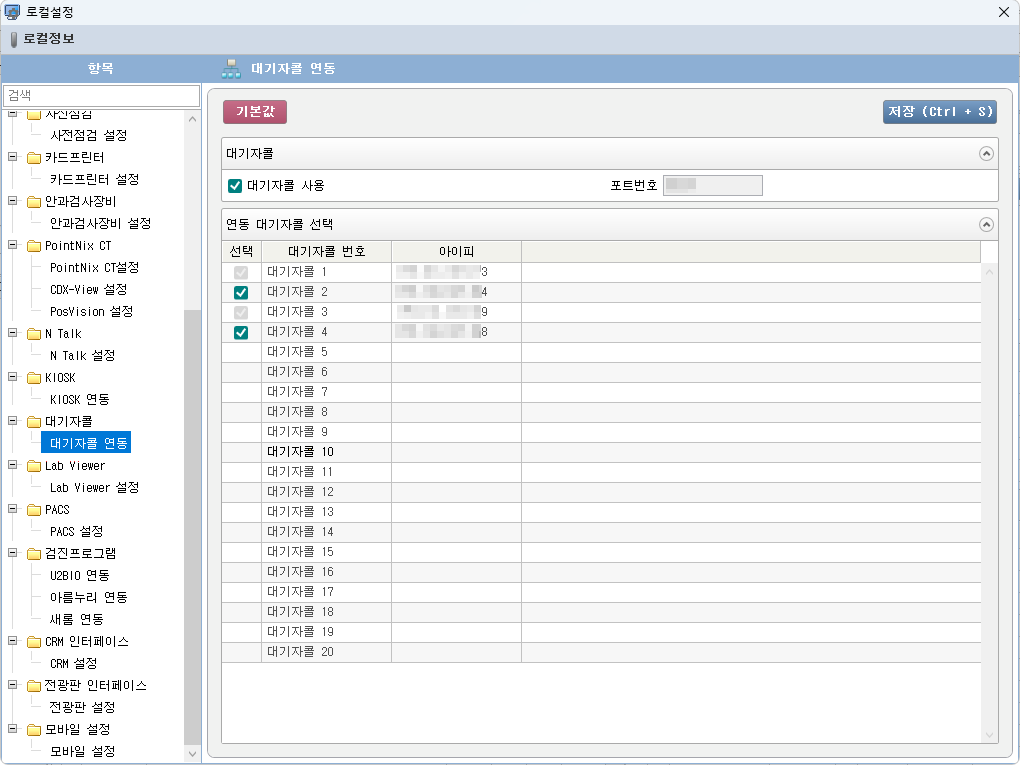 로컬설정
로컬정보
항목
대기자콜 연동
검색
사전점검
사전점검 설정
카드프린터
카드프린터 설정
안과검사장비
안과검사장비 설정
PointNix CT
PointNix CT설정
CDX-View 설정
PosVision 설정
N Talk
N Talk 설정
KIOSK
KIOSK 연동
대기자콜
대기자콜 연동
Lab Viewer
Lab Viewer 설정
PACS
PACS 설정
검진프로그램
U2BIO 연동
아름누리 연동
새롬 연동
CRM 인터페이스
CRM 설정
전광판 인터페이스
전광판 설정
모바일 설정
모바일 설정
기본값
저장 (Ctrl + S)
대기자콜
대기자콜 사용
포트번호
연동 대기자콜 선택
선택 대기자콜 번호 아이피
대기자콜 1 3
대기자콜 2 4
대기자콜 3 9
대기자콜 4 8
대기자콜 5
대기자콜 6
대기자콜 7
대기자콜 8
대기자콜 9
대기자콜 10
대기자콜 11
대기자콜 12
대기자콜 13
대기자콜 14
대기자콜 15
대기자콜 16
대기자콜 17
대기자콜 18
대기자콜 19
대기자콜 20